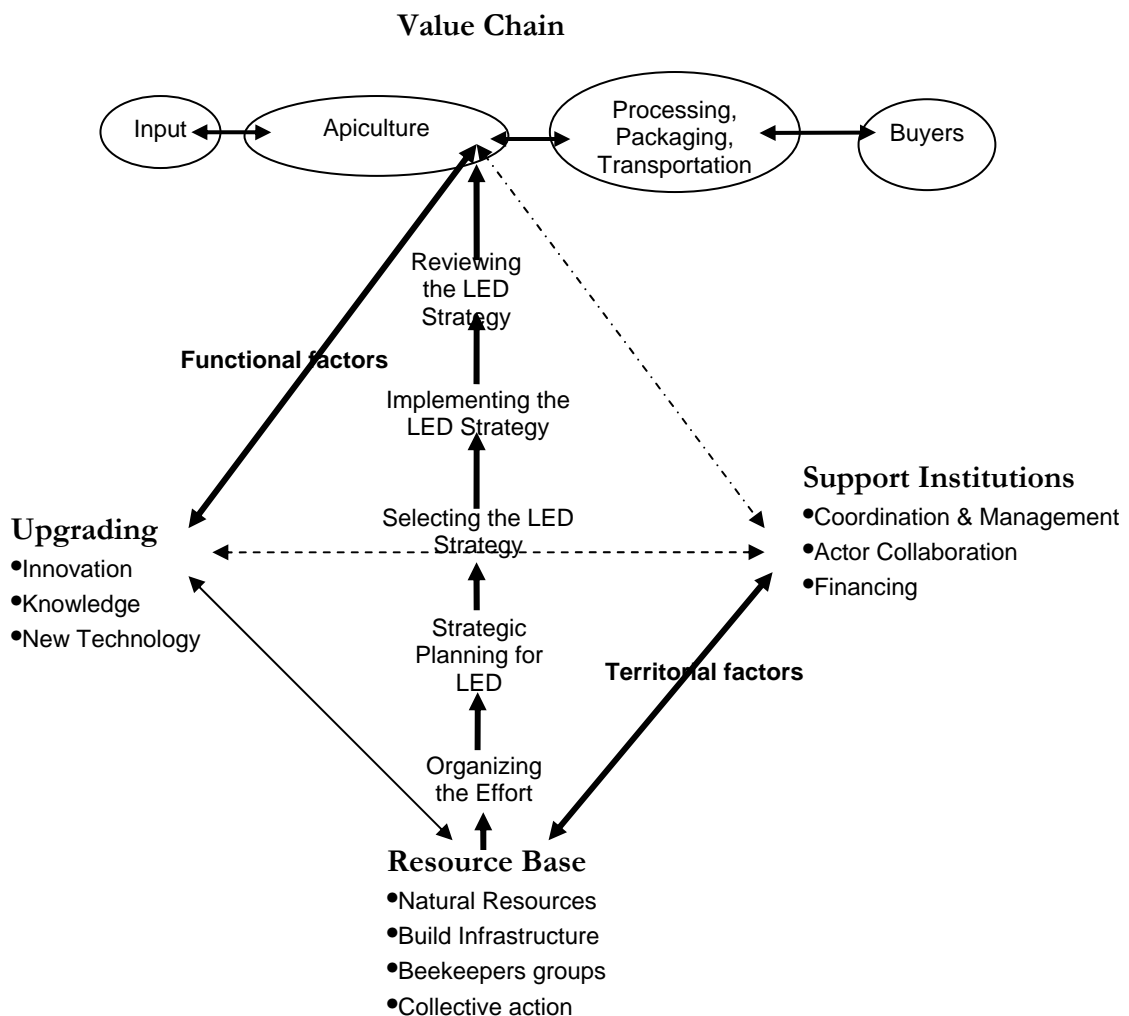 Value Chain
Input
Apiculture
Processing,
Packaging,
Transportation
Buyers
Reviewing
the LED
Strategy
Functional factors
Implementing the
LED Strategy
Support Institutions
•Coordination & Management
•Actor Collaboration
•Financing
Selecting the LED
Strategy
Upgrading
•Innovation
•Knowledge
•New Technology
Strategic
Planning for
LED
Territorial factors
Organizing
the Effort
Resource Base
•Natural Resources
•Build Infrastructure
•Beekeepers groups
•Collective action